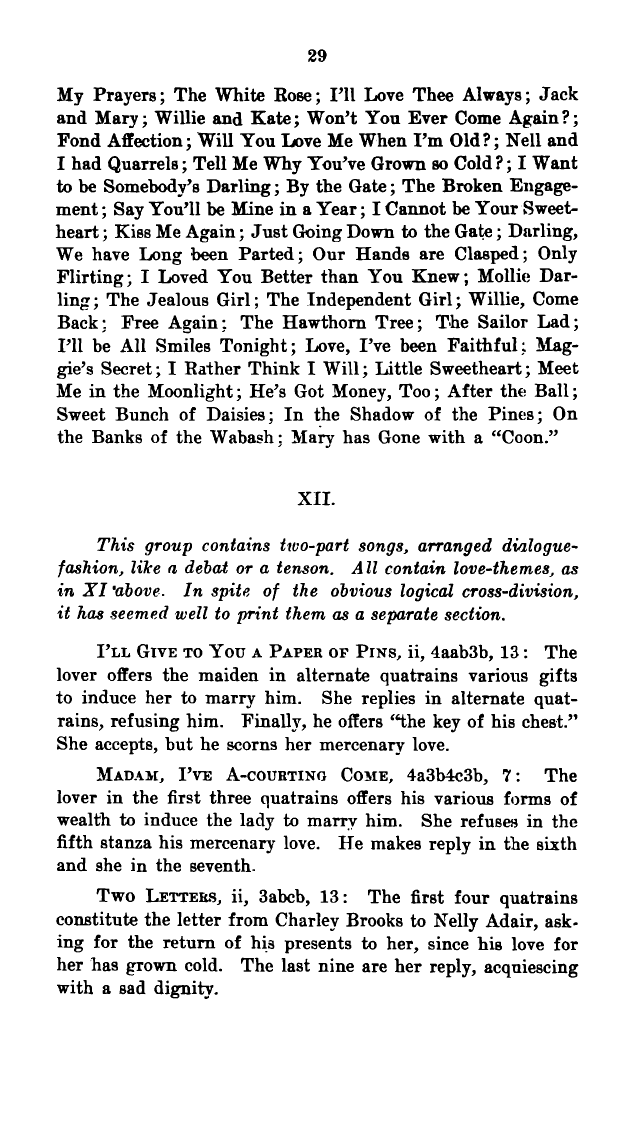 29
My Prayers; The White Rose; I'll Love Thee Always; Jack
and Mary; Willie and Kate; Won't You Ever Come Again?;
Fond Affection; Will You Love Me When I'm Old?; Nell and
I had Quarrels; Tell Me Why You've Grown so Cold?; I Want
to be Somebody's Darling; By the Gate; The Broken Engage-
ment; Say You'll be Mine in a Year; I Cannot be Your Sweet-
heart; Kiss Me Again; Just Going Down to the Gate; Darling,
We have Long been Parted; Our Hands are Clasped; Only
Flirting; I Loved You Better than You Knew; Mollie Dar-
ling; The Jealous Girl; The Independent Girl; Willie, Come
Back; Free Again; The Hawthorn Tree; The Sailor Lad;
I'll be All Smiles Tonight; Love, I've been Faithful; Mag-
gie's Secret; I Rather Think I Will; Little Sweetheart; Meet
Me in the Moonlight; He's Got Money, Too; After the Ball;
Sweet Bunch of Daisies; In the Shadow of the Pines; On
the Banks of the Wabash; Mary has Gone with a "Coon."
XII.
This group contains two-part songs, arranged dialogue-
fashion, like a debat or a tenson. All contain love-themes, as
in XI above. In spite of the obvious logical cross-division,
it has seemed well to print them as a separate section.
I'll Give to You a Paper of Pins, ii, 4aab3b, 13: The
lover offers the maiden in alternate quatrains various gifts
to induce her to marry him. She replies in alternate quat-
rains, refusing him. Finally, he offers "the key of his chest."
She accepts, but he scorns her mercenary love.
Madam, I've A-courting Come, 4a3b4c3b, 7: The
lover in the first three quatrains offers his various forms of
wealth to induce the lady to marry him. She refuses in the
fifth stanza his mercenary love. He makes reply in the sixth
and she in the seventh.
Two Letters, ii, 3abcb, 13: The first four quatrains
constitute the letter from Charley Brooks to Nelly Adair, ask-
ing for the return of his presents to her, since his love for
her has grown cold. The last nine are her reply, acquiescing
with a sad dignity.